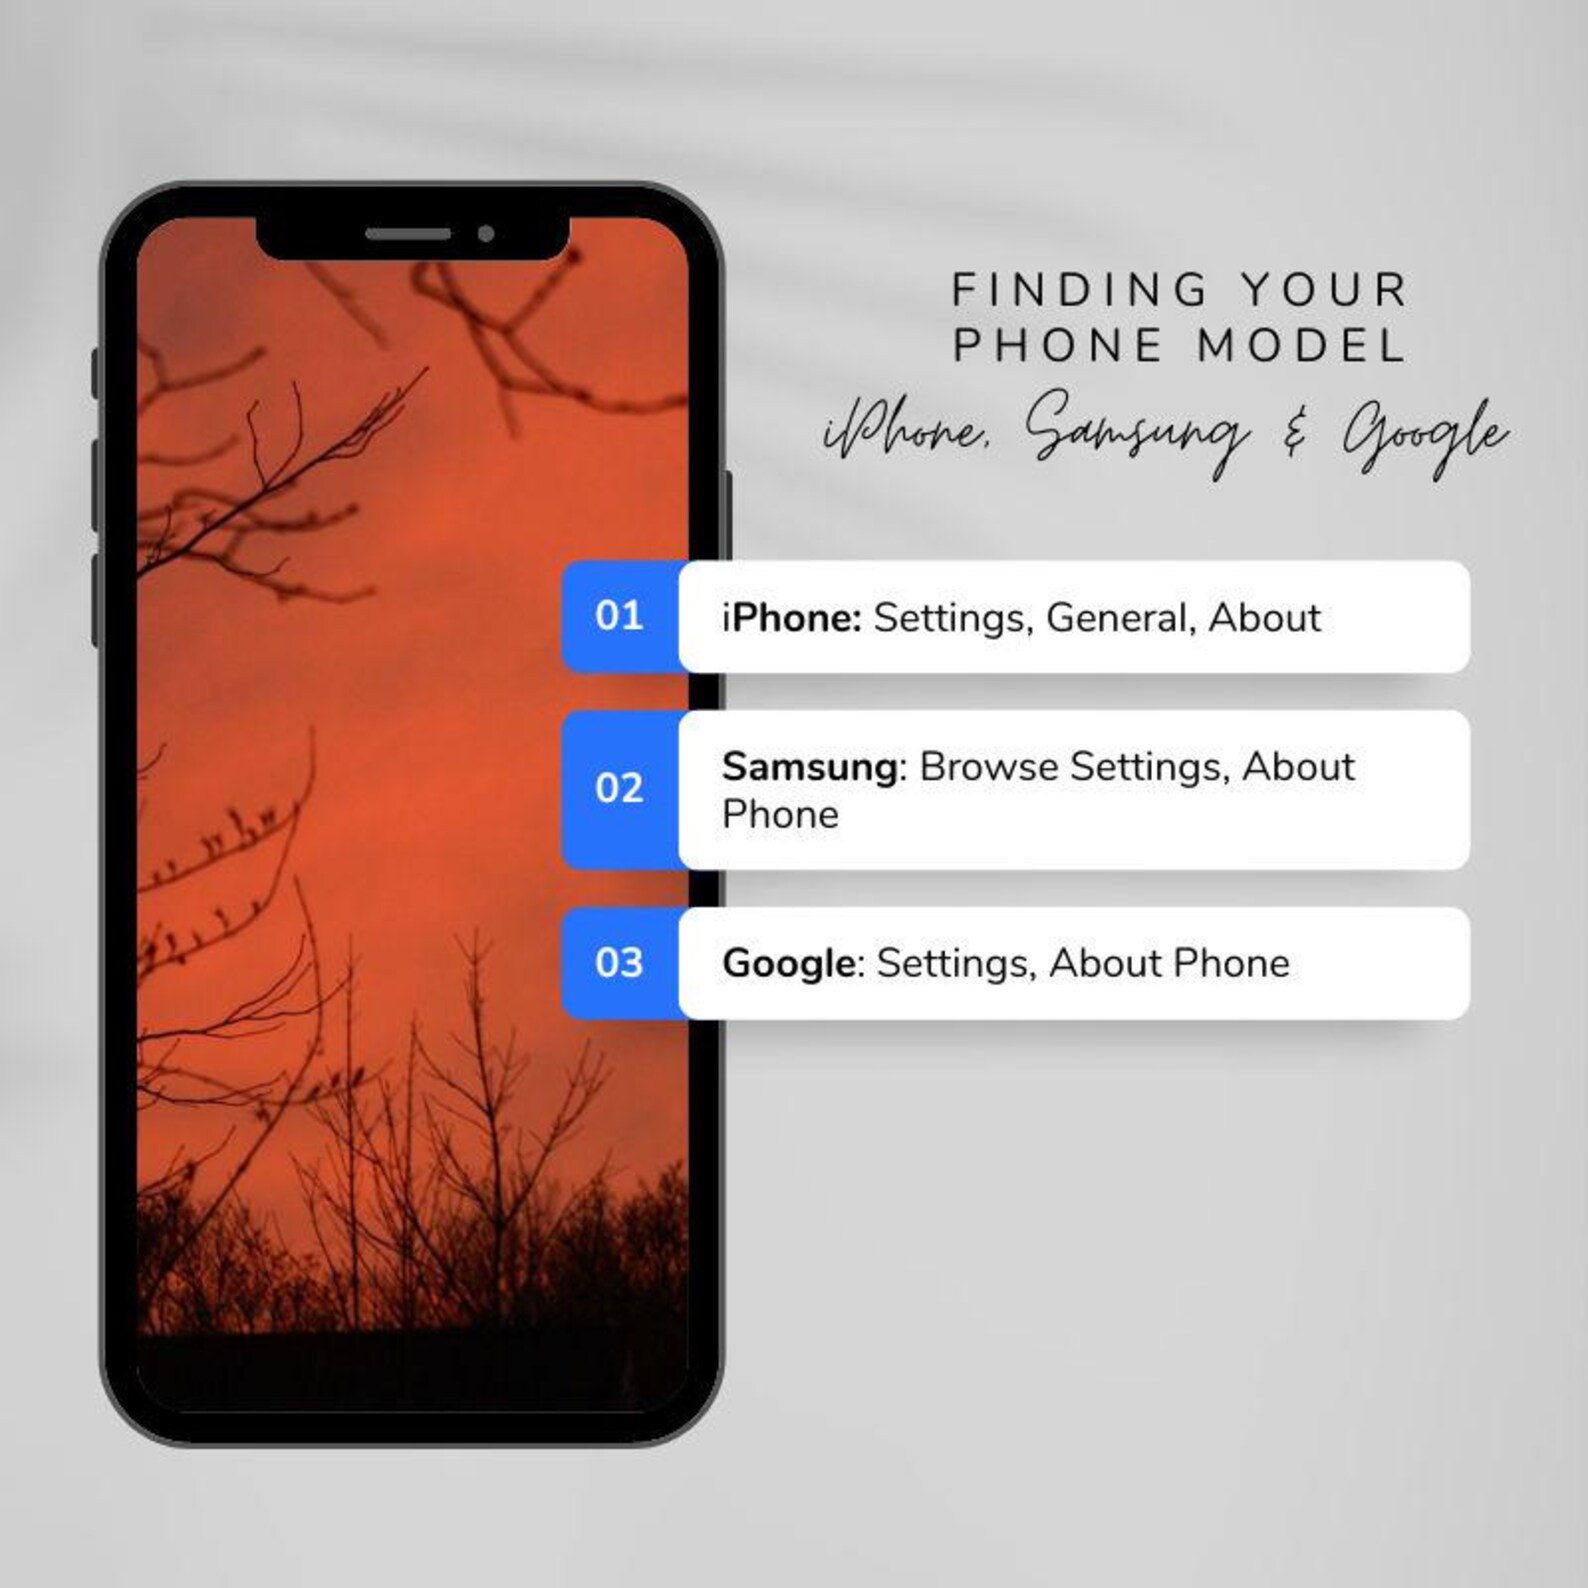 FINDING YOUR
PHONE MODEL
iPhone, Samsung & Google
01
iPhone: Settings, General, About
02
Samsung: Browse Settings, About
Phone
03
Google: Settings, About Phone